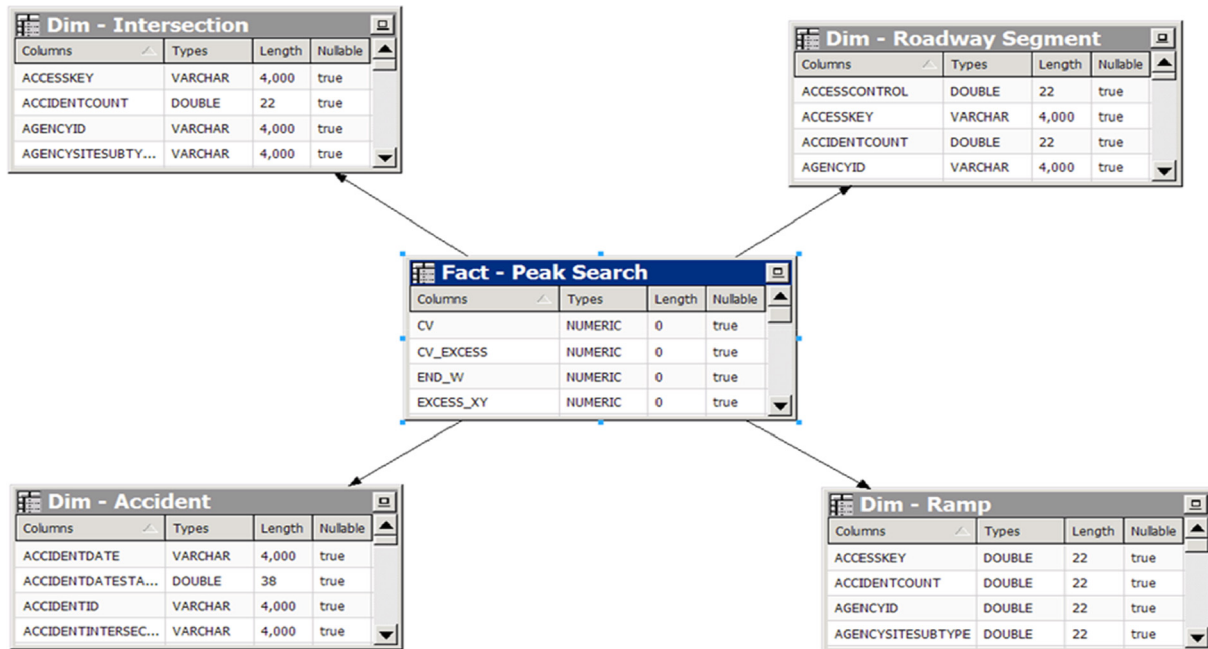 Dim - Intersection
Columns Types Length Nullable
ACCESSKEY VARCHAR 4,000 true
ACCIDENTCOUNT DOUBLE 22 true
AGENCYID VARCHAR 4,000 true
AGENCYSITESUBTY... VARCHAR 4,000 true
Dim - Roadway Segment
Columns Types Length Nullable
ACCESSCONTROL DOUBLE 22 true
ACCESSKEY VARCHAR 4,000 true
ACCIDENTCOUNT DOUBLE 22 true
AGENCYID VARCHAR 4,000 true
Fact - Peak Search
Columns Types Length Nullable
CV NUMERIC 0 true
CV_EXCESS NUMERIC 0 true
END_W NUMERIC 0 true
EXCESS_XY NUMERIC 0 true
Dim - Accident
Columns Types Length Nullable
ACCIDENTDATE VARCHAR 4,000 true
ACCIDENTDATESTA... DOUBLE 38 true
ACCIDENTID VARCHAR 4,000 true
ACCIDENTINTERSEC... VARCHAR 4,000 true
Dim - Ramp
Columns Types Length Nullable
ACCESSKEY DOUBLE 22 true
ACCIDENTCOUNT DOUBLE 22 true
AGENCYID DOUBLE 22 true
AGENCYSITESUBTYPE DOUBLE 22 true